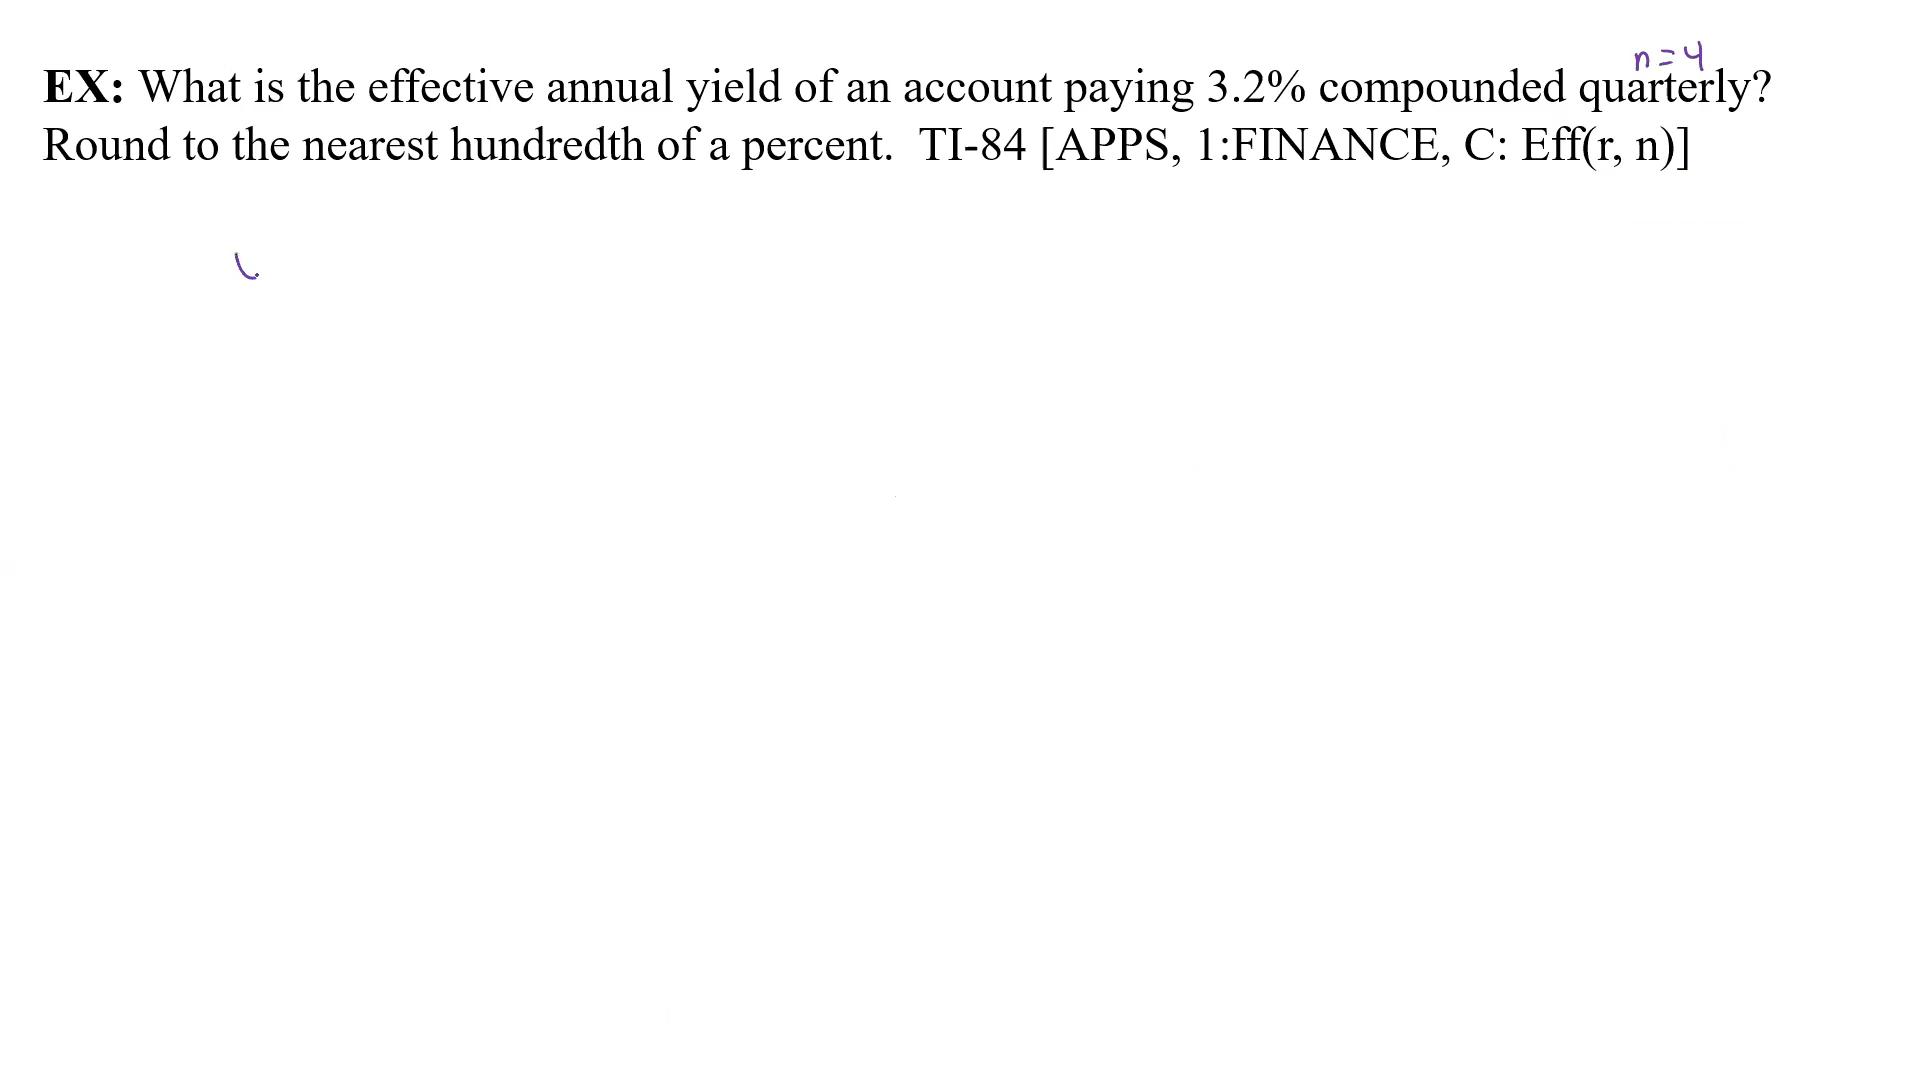 n=4
EX: What is the effective annual yield of an account paying 3.2% compounded quarterly?
Round to the nearest hundredth of a percent. TI-84 [APPS, 1:FINANCE, C: Eff(r, n)]